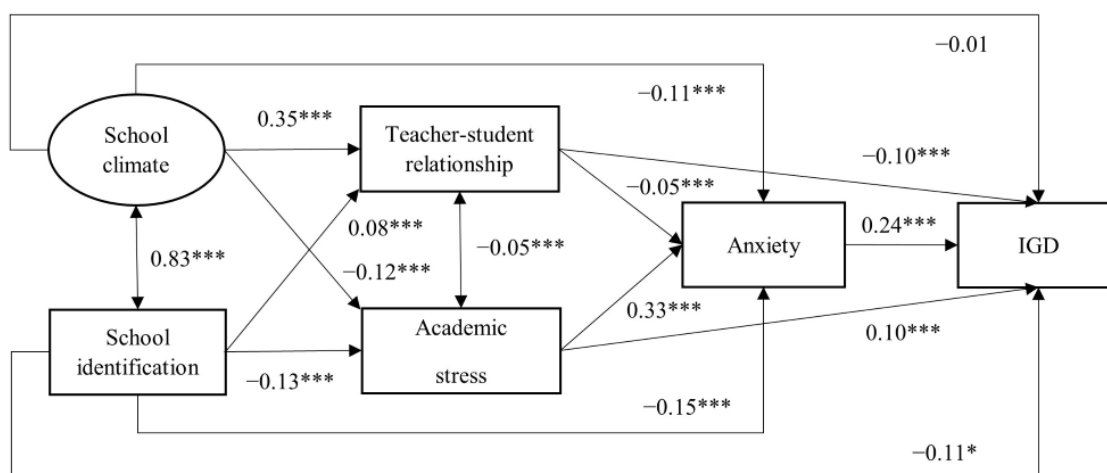 −0.01
−0.11***
0.35***
School
climate
Teacher-student
relationship
−0.10***
−0.05***
0.08***
0.24***
Anxiety
IGD
−0.05***
0.83***
−0.12***
0.33***
Academic
stress
0.10***
School
identification
−0.13***
−0.15***
−0.11*